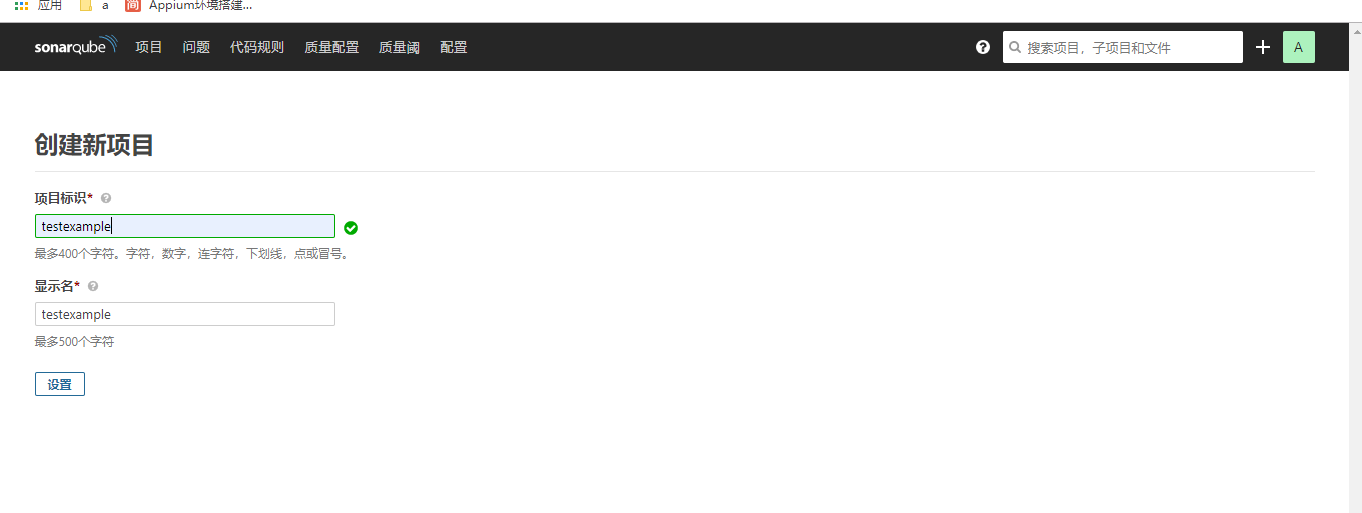 应用 a 简 Appium环境搭建...
sonarqube 项目 问题 代码规则 质量配置 质量阈 配置 ? 搜索项目，子项目和文件 + A
创建新项目
项目标识* ?
testexample
最多400个字符。字符，数字，连字符，下划线，点或冒号。
显示名* ?
testexample
最多500个字符
设置